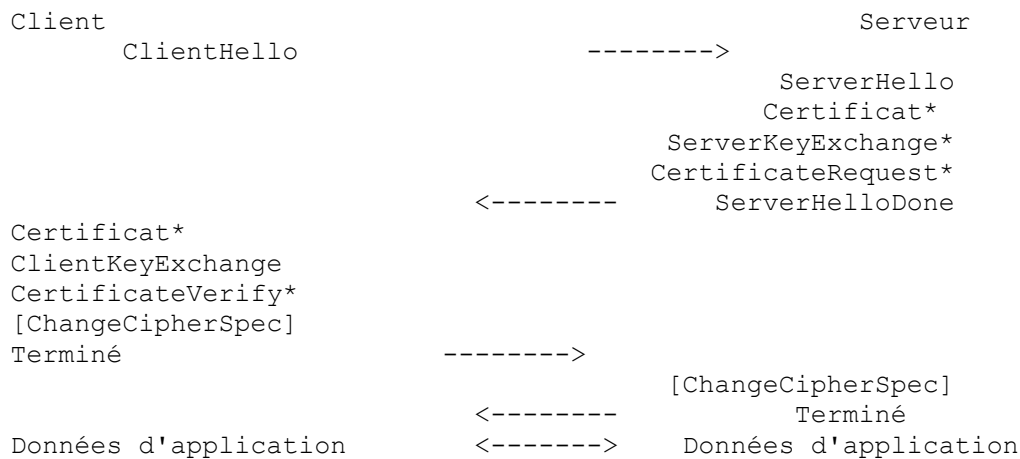 Client Serveur
ClientHello -------->
ServerHello
Certificat*
ServerKeyExchange*
CertificateRequest*
<-------- ServerHelloDone
Certificat*
ClientKeyExchange
CertificateVerify*
[ChangeCipherSpec]
Terminé -------->
[ChangeCipherSpec]
<-------- Terminé
Données d'application <-------> Données d'application